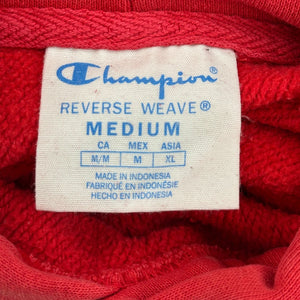 Champion
REVERSE WEAVE®
MEDIUM
CA MEX ASIA
M/M M XL
MADE IN INDONESIA
FABRIQUÉ EN INDONÉSIE
HECHO EN INDONESIA